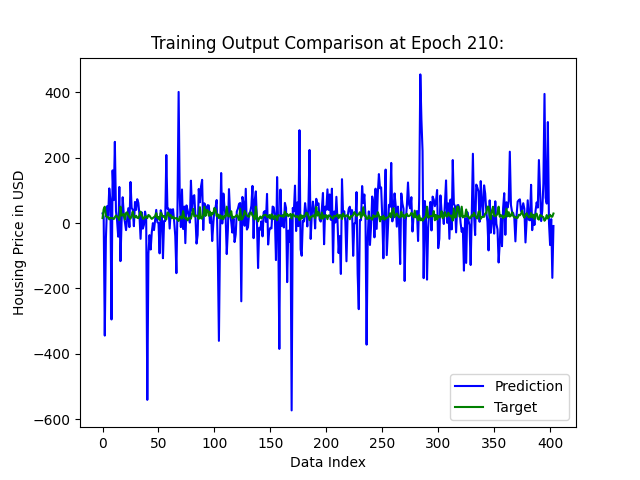 Training Output Comparison at Epoch 210:
400
200
0
−200
−400
−600
Housing Price in USD
0 50 100 150 200 250 300 350 400
Data Index
Prediction
Target